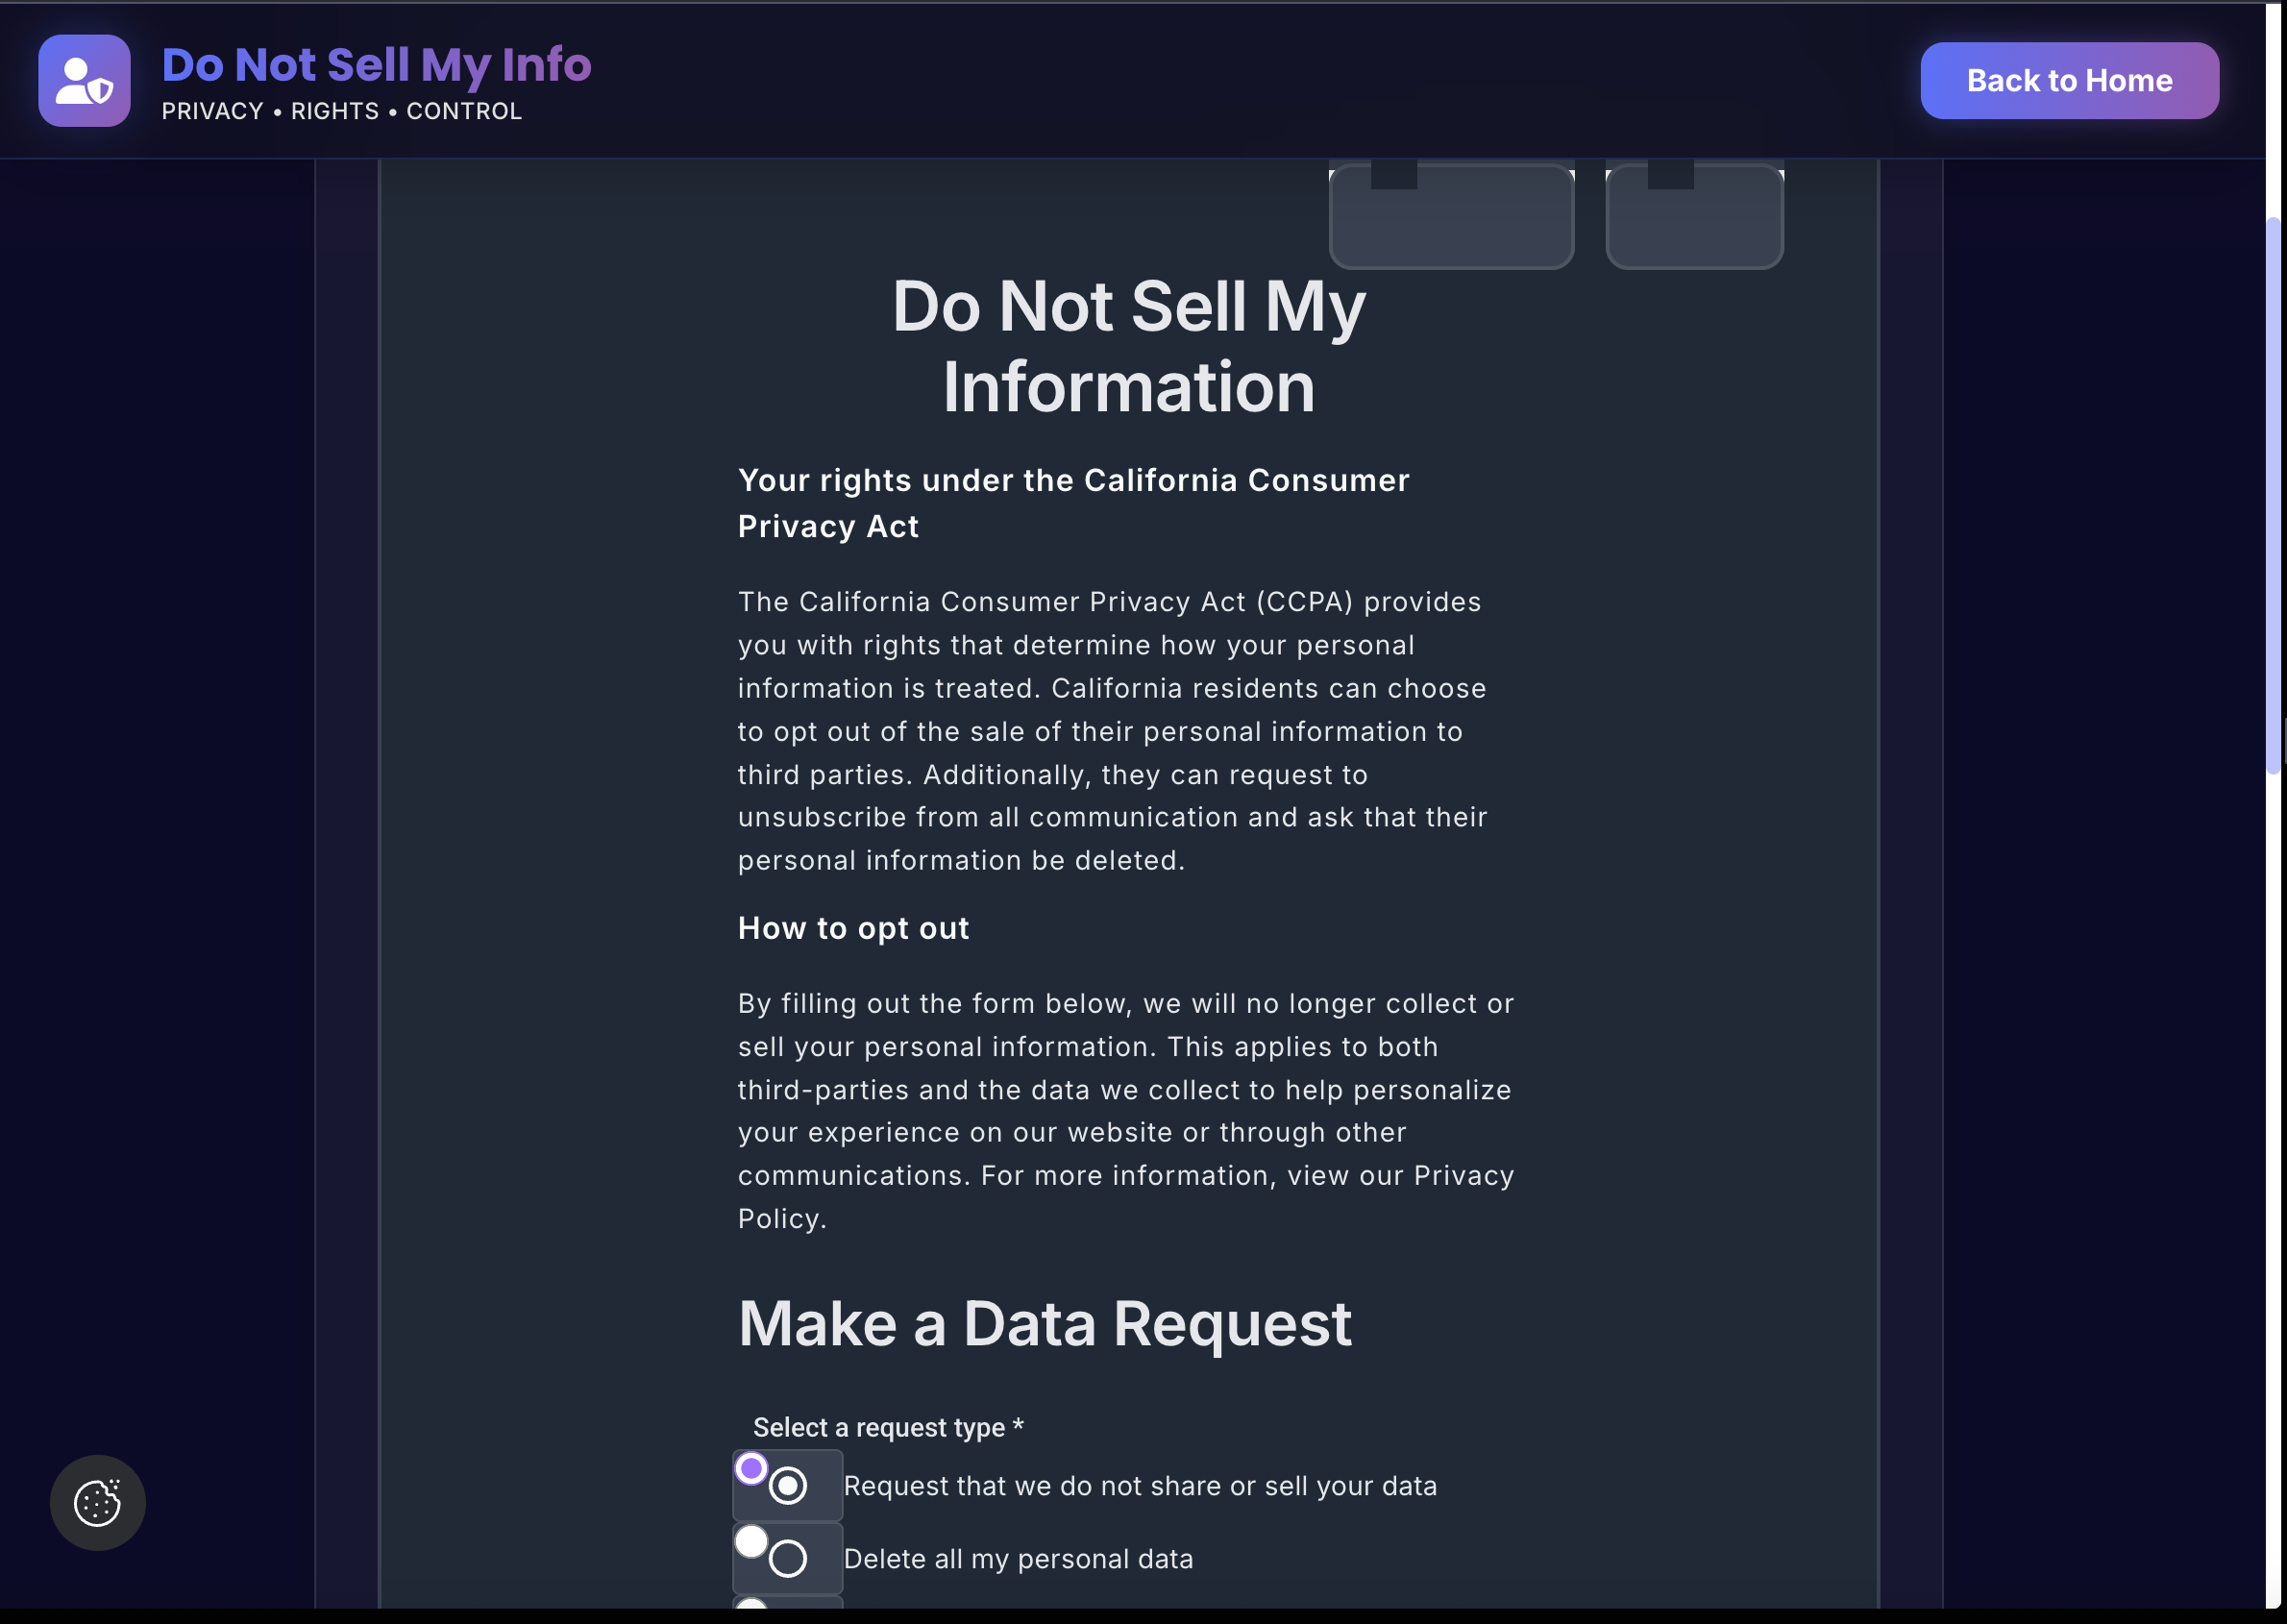 Do Not Sell My Info
PRIVACY • RIGHTS • CONTROL
Back to Home
Do Not Sell My
Information
Your rights under the California Consumer
Privacy Act
The California Consumer Privacy Act (CCPA) provides
you with rights that determine how your personal
information is treated. California residents can choose
to opt out of the sale of their personal information to
third parties. Additionally, they can request to
unsubscribe from all communication and ask that their
personal information be deleted.
How to opt out
By filling out the form below, we will no longer collect or
sell your personal information. This applies to both
third-parties and the data we collect to help personalize
your experience on our website or through other
communications. For more information, view our Privacy
Policy.
Make a Data Request
Select a request type *
Request that we do not share or sell your data
Delete all my personal data